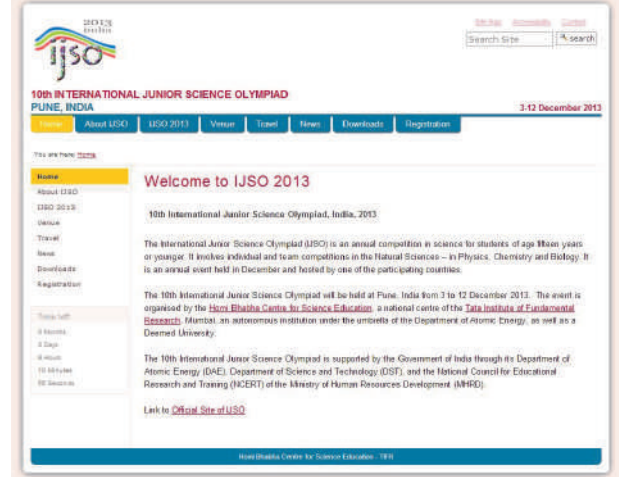 2013
India
ijso
Site Map Accessibility Contact
Search Site
search
10th INTERNATIONAL JUNIOR SCIENCE OLYMPIAD
PUNE, INDIA
3-12 December 2013
Home About IJSO IJSO 2013 Venue Travel News Downloads Registration
You are here: Home
Home
About IJSO
IJSO 2013
Venue
Travel
News
Downloads
Registration
Time left
0 Months
0 Days
Hours
10 Minutes
Seconds
Welcome to IJSO 2013
10th International Junior Science Olympiad, India, 2013
The International Junior Science Olympiad (IJSO) is an annual competition in science for students of age fifteen years
or younger. It involves individual and team competitions in the Natural Sciences – in Physics, Chemistry and Biology. It
is an annual event held in December and hosted by one of the participating countries.
The 10th International Junior Science Olympiad will be held at Pune, India from 3 to 12 December 2013. The event is
organised by the Homi Bhabha Centre for Science Education, a national centre of the Tata Institute of Fundamental
Research, Mumbai, an autonomous institution under the umbrella of the Department of Atomic Energy, as well as a
Deemed University.
The 10th International Junior Science Olympiad is supported by the Government of India through its Department of
Atomic Energy (DAE), Department of Science and Technology (DST), and the National Council for Educational
Research and Training (NCERT) of the Ministry of Human Resources Development (MHRD).
Link to Official Site of IJSO
Homi Bhabha Centre for Science Education - TIFR